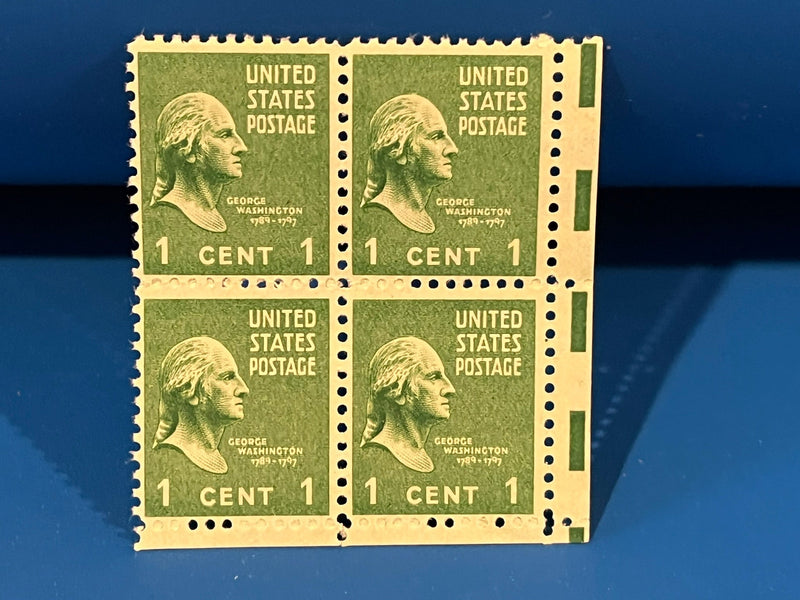 UNITED
STATES
POSTAGE
GEORGE
WASHINGTON
1789-1797
1 CENT 1
UNITED
STATES
POSTAGE
GEORGE
WASHINGTON
1789-1797
1 CENT 1
UNITED
STATES
POSTAGE
GEORGE
WASHINGTON
1789-1797
1 CENT 1
UNITED
STATES
POSTAGE
GEORGE
WASHINGTON
1789-1797
1 CENT 1